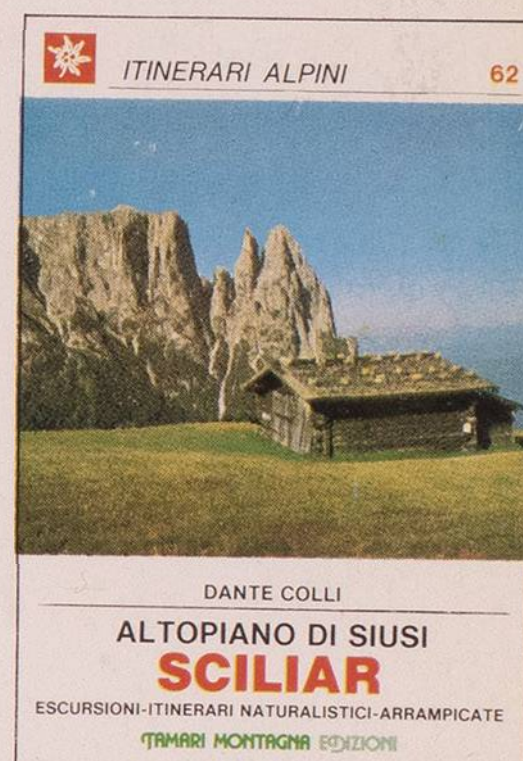 ITINERARI ALPINI 62
DANTE COLLI
ALTOPIANO DI SIUSI
SCILIAR
ESCURSIONI-ITINERARI NATURALISTICI-ARRAMPICATE
TAMARI MONTAGNA EDIZIONI